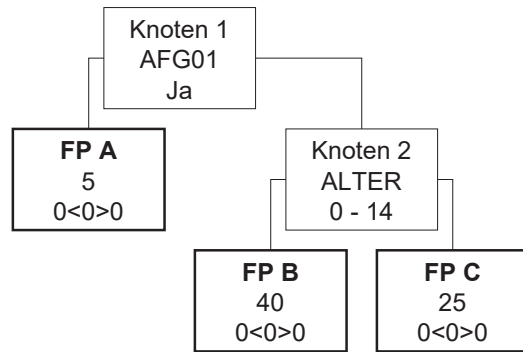 Knoten 1
AFG01
Ja
FP A
5
0<0>0
Knoten 2
ALTER
0 - 14
FP B
40
0<0>0
FP C
25
0<0>0